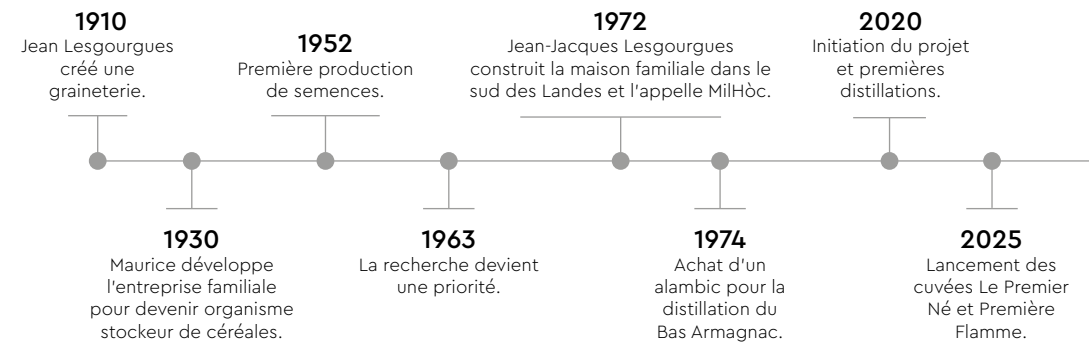 1910
Jean Lesgourgues
créé une
graineterie.
1930
Maurice développe
l'entreprise familiale
pour devenir organisme
stockeur de céréales.
1952
Première production
de semences.
1963
La recherche devient
une priorité.
1972
Jean-Jacques Lesgourgues
construit la maison familiale dans le
sud des Landes et l'appelle MilHòc.
1974
Achat d'un
alambic pour la
distillation du
Bas Armagnac.
2020
Initiation du projet
et premières
distillations.
2025
Lancement des
cuvées Le Premier
Né et Première
Flamme.